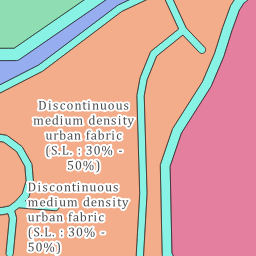 Discontinuous
medium density
urban fabric
(S.L. : 30% -
50%)
Discontinuous
medium density
urban fabric
(S.L. : 30% -
50%)